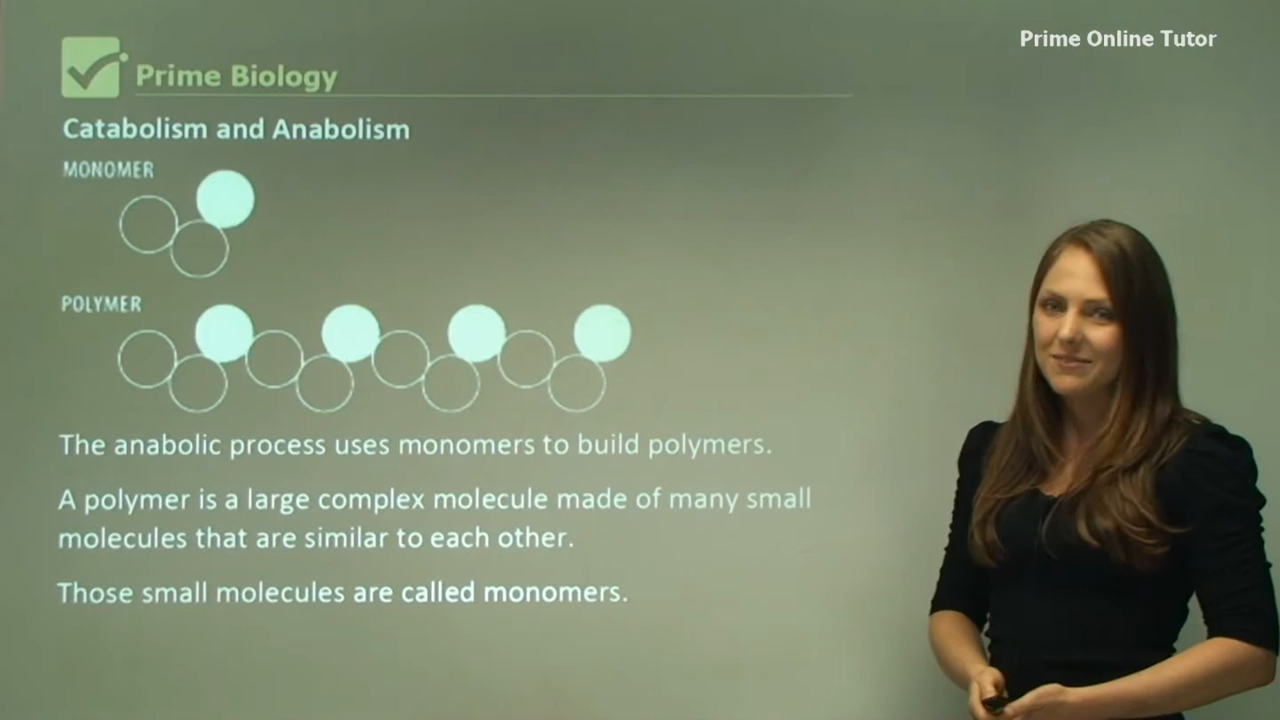 Prime Online Tutor
Prime Biology
Catabolism and Anabolism
MONOMER
POLYMER
The anabolic process uses monomers to build polymers.
A polymer is a large complex molecule made of many small
molecules that are similar to each other.
Those small molecules are called monomers.